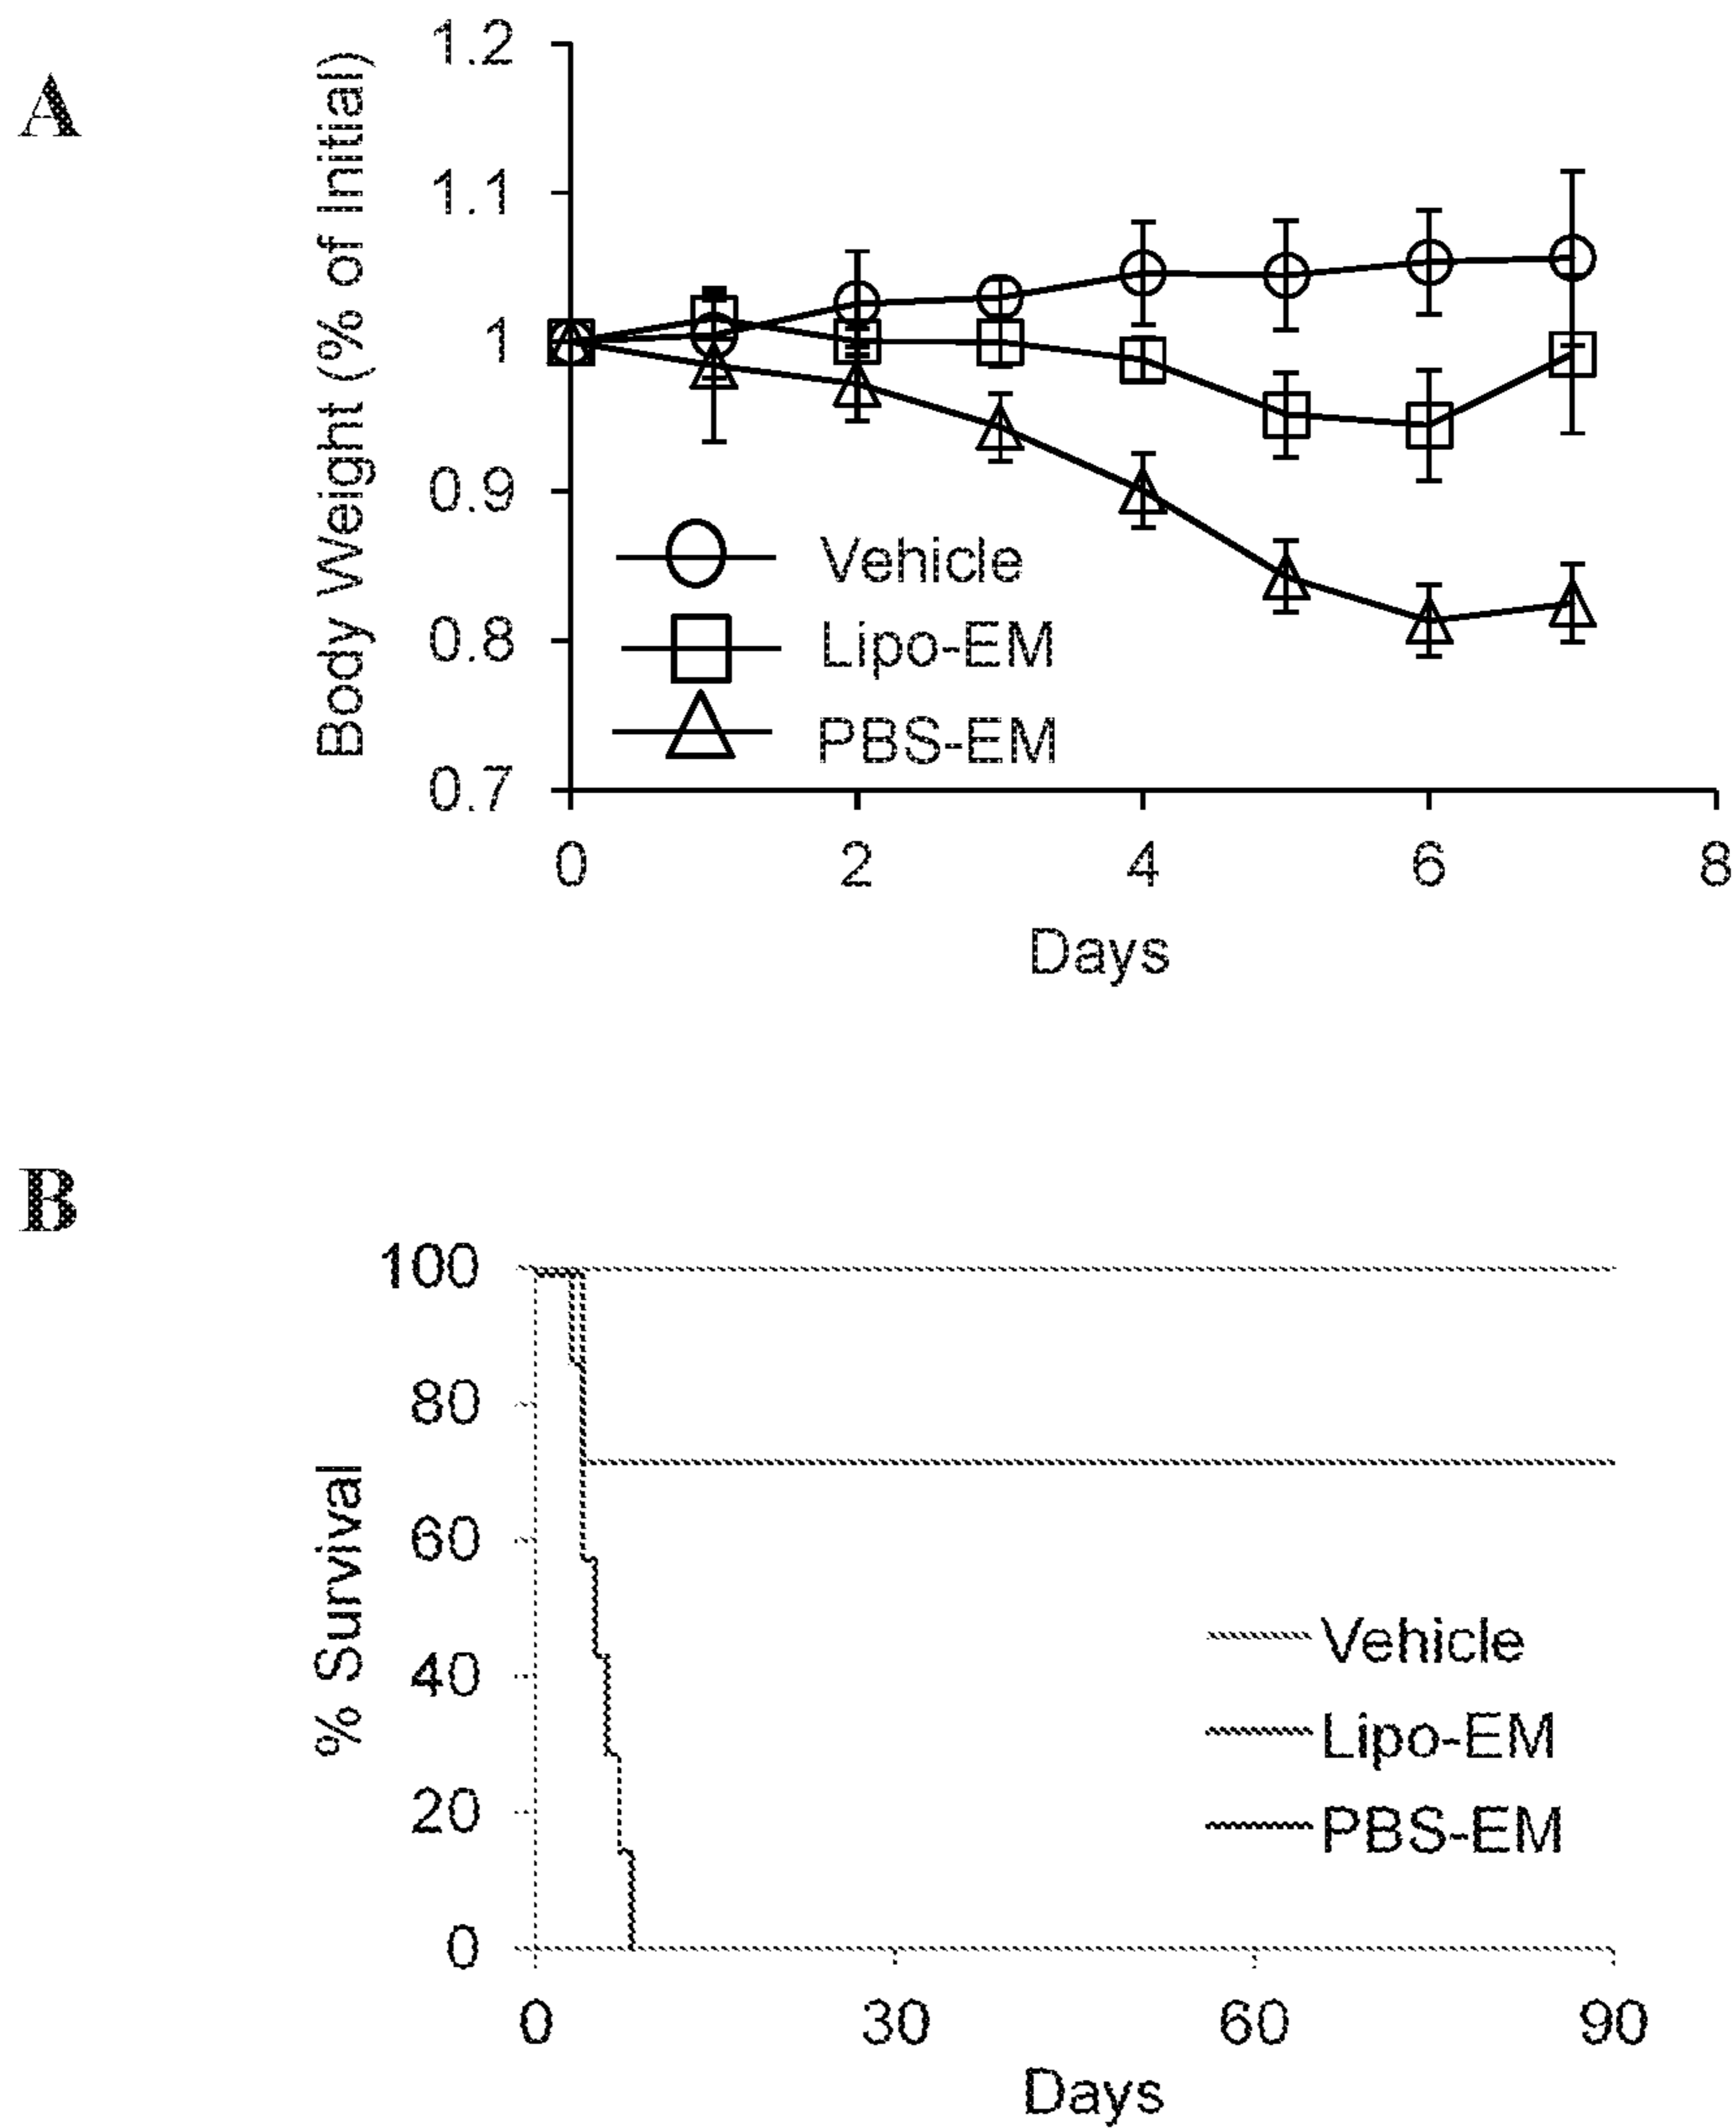 A
Body Weight (% of Initial)
1.2
1.1
1
0.9
0.8
0.7
Vehicle
Lipo-EM
PBS-EM
0 2 4 6 8
Days
B
% Survival
100
80
60
40
20
0
Vehicle
Lipo-EM
PBS-EM
0 30 60 90
Days